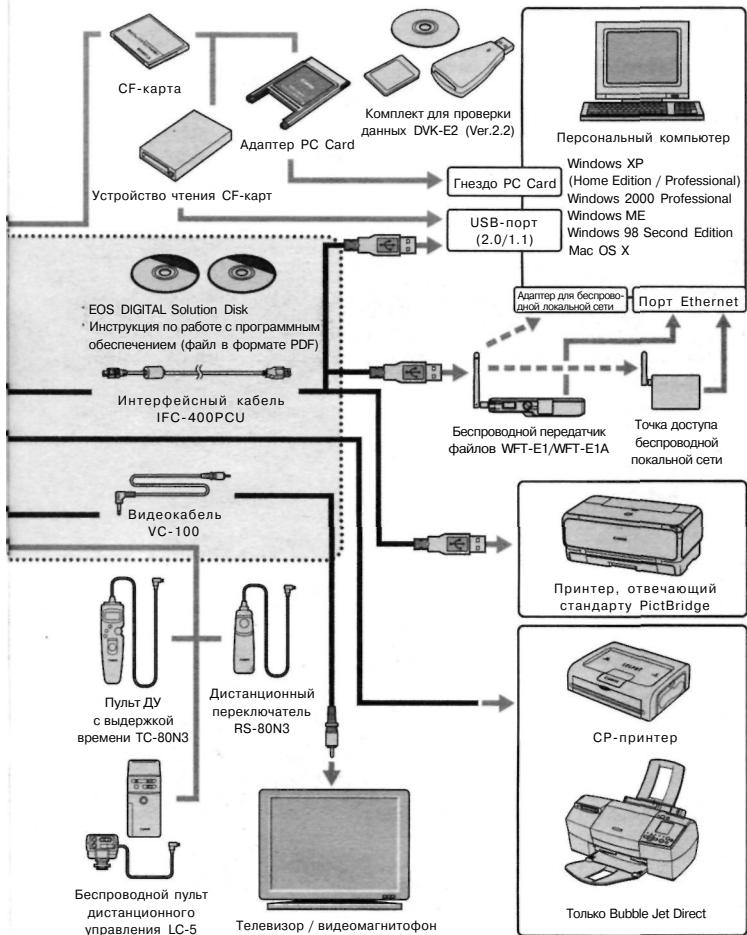 CF-карта
Адаптер PC Card
Комплект для проверки
данных DVK-E2 (Ver.2.2)
Устройство чтения CF-карт
Персональный компьютер
Windows XP
(Home Edition / Professional)
Windows 2000 Professional
Windows ME
Windows 98 Second Edition
Mac OS X
Гнездо PC Card
USB-порт
(2.0/1.1)
Адаптер для беспрово-
дной локальной сети
Порт Ethernet
* EOS DIGITAL Solution Disk
* Инструкция по работе с программным
обеспечением (файл в формате PDF)
Интерфейсный кабель
IFC-400PCU
Беспроводной передатчик
файлов WFT-E1/WFT-E1A
Точка доступа
беспроводной
покальной сети
Видеокабель
VC-100
Принтер, отвечающий
стандарту PictBridge
Пульт ДУ
с выдержкой
времени TC-80N3
Дистанционный
переключатель
RS-80N3
СР-принтер
Беспроводной пульт
дистанционного
управления LC-5
Телевизор / видеомагнитофон
Только Bubble Jet Direct